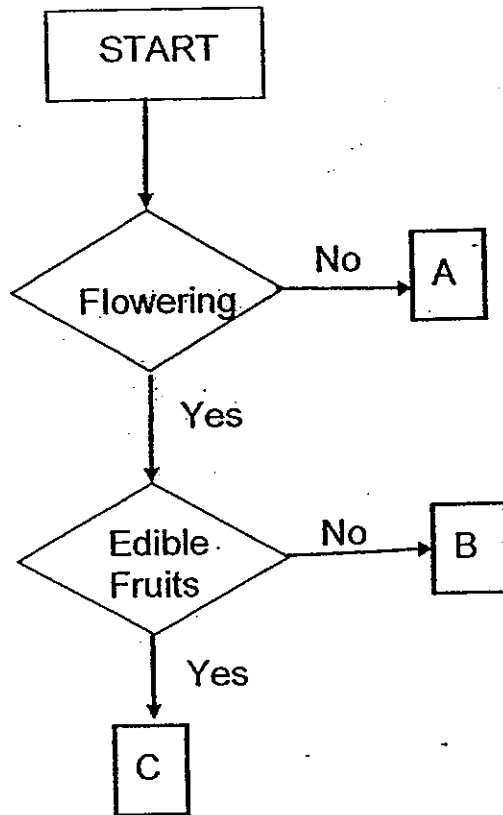 START
Flowering
No
A
Yes
Edible
Fruits
No
B
Yes
C